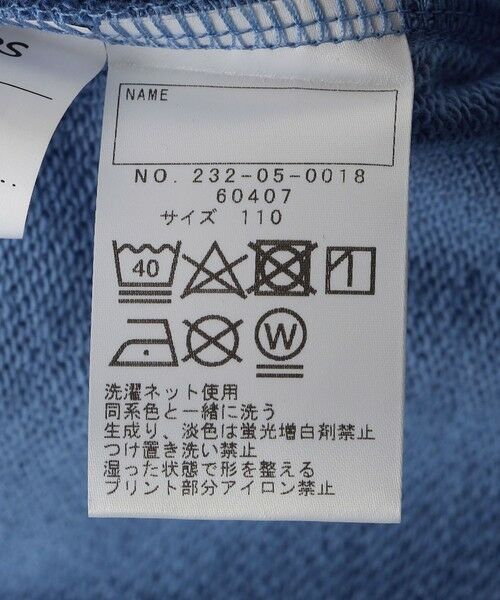 NAME
NO. 232-05-0018
60407
サイズ 110
40
W
洗濯ネット使用
同系色と一緒に洗う
生成り、淡色は蛍光増白剤禁止
つけ置き洗い禁止
湿った状態で形を整える
プリント部分アイロン禁止